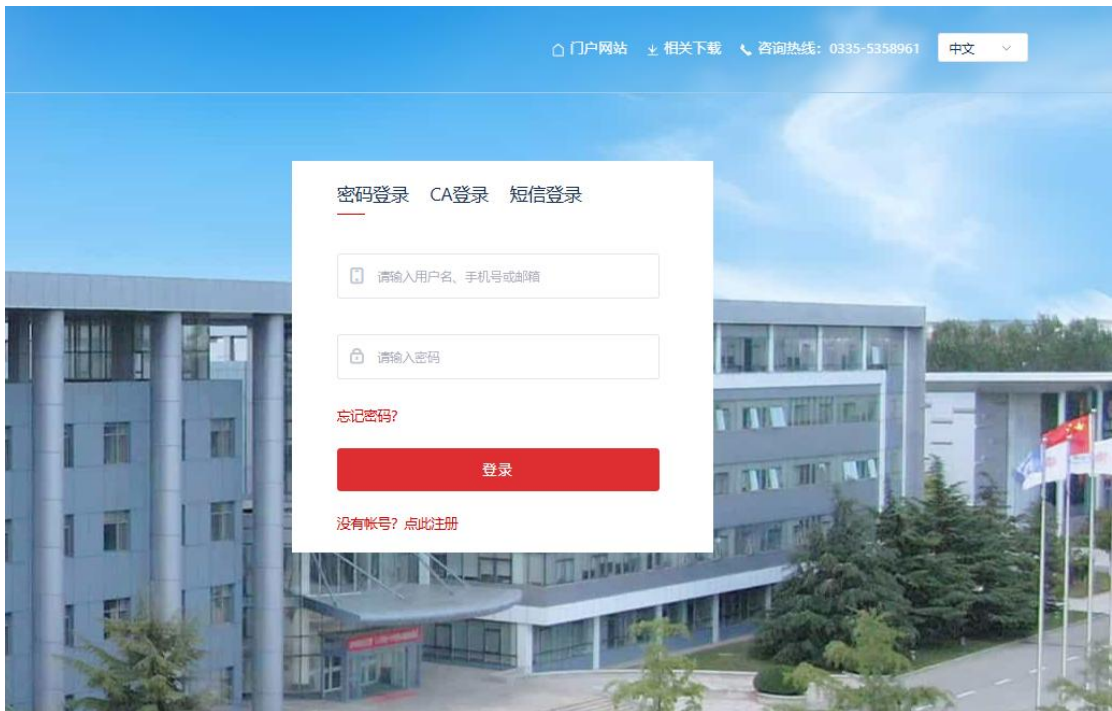 门户网站 相关下载 咨询热线：0335-5358961 中文
密码登录 CA登录 短信登录
请输入用户名、手机号或邮箱
请输入密码
忘记密码？
登录
没有帐号？点此注册